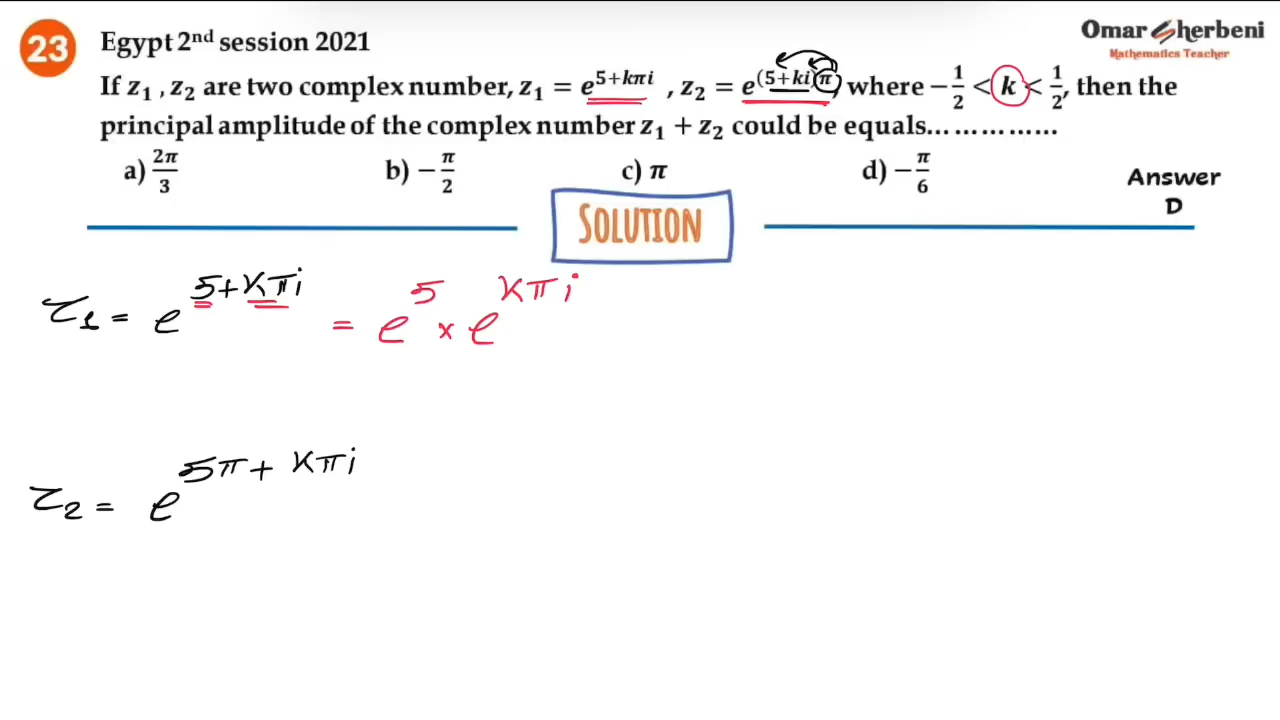 23 Egypt 2nd session 2021
Omar Sherbeni
Mathematics Teacher
If z₁ , z₂ are two complex number, z₁ = e^(5+kπi) , z₂ = e^((5+ki)π), where −1/2 < k < 1/2, then the
principal amplitude of the complex number z₁ + z₂ could be equals……………
a) 2π/3 b) −π/2 c) π d) −π/6
Answer
D
SOLUTION
z₁ = e^(5+kπi) = e^5 × e^(kπi)
z₂ = e^(5π+kπi)